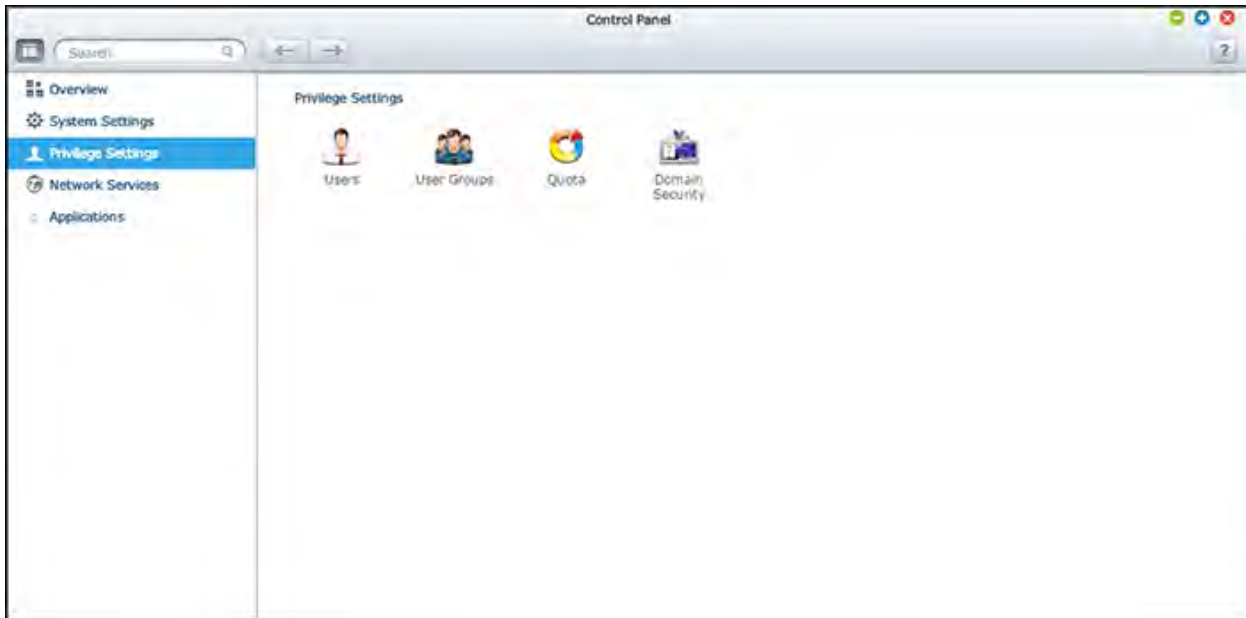 Control Panel
Search
?
Overview
System Settings
Privilege Settings
Network Services
Applications
Privilege Settings
Users
User Groups
Quota
Domain
Security